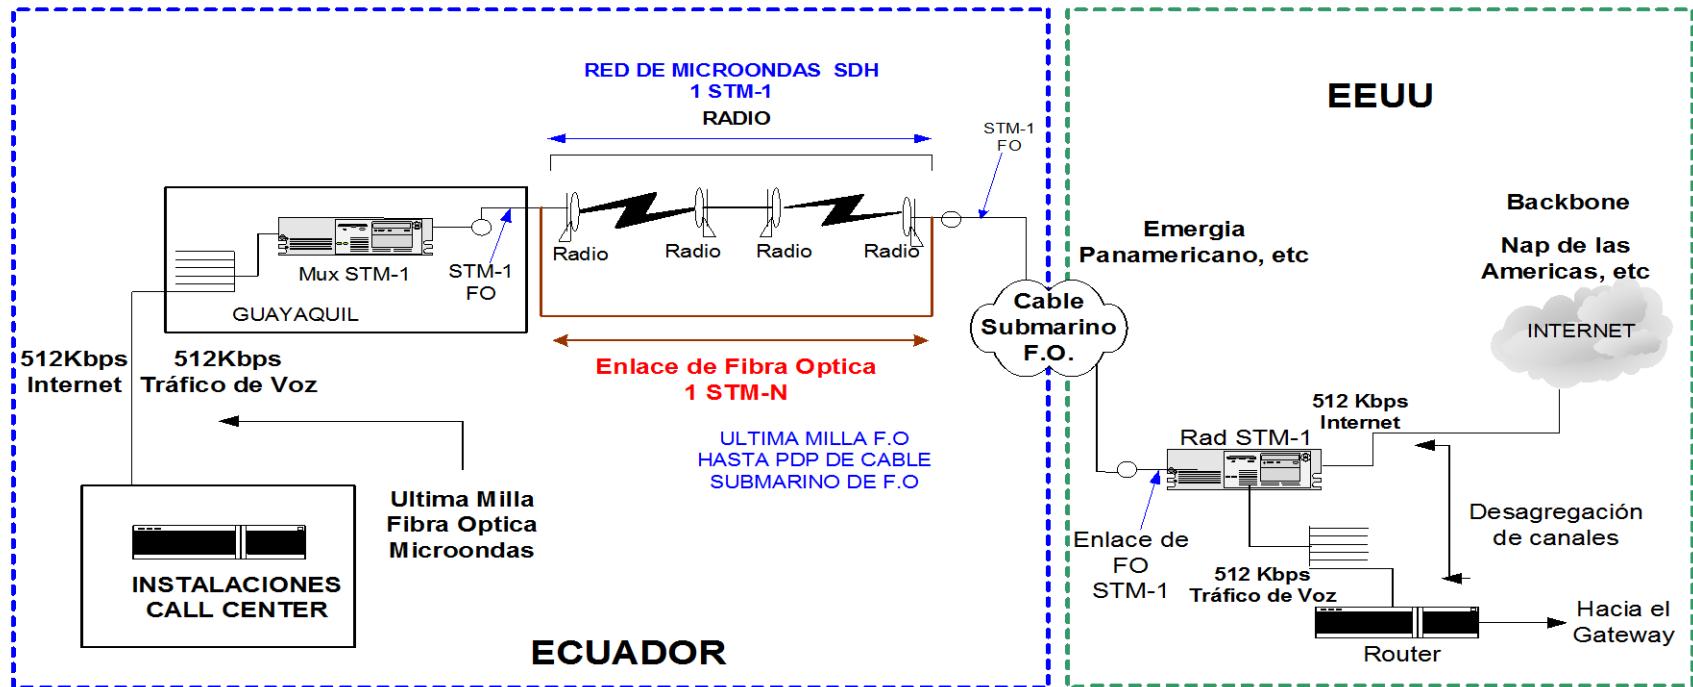 RED DE MICROONDAS  SDH
1 STM-1
RADIO
STM-1
FO
Radio
Radio
Radio
Radio
Mux STM-1
STM-1
FO
GUAYAQUIL
512Kbps
Internet
512Kbps
Tráfico de Voz
Enlace de Fibra Optica
1 STM-N
ULTIMA MILLA F.O
HASTA PDP DE CABLE
SUBMARINO DE F.O
Ultima Milla
Fibra Optica
Microondas
INSTALACIONES
CALL CENTER
ECUADOR
Cable
Submarino
F.O.
EEUU
Emergia
Panamericano, etc
Backbone
Nap de las
Americas, etc
INTERNET
512 Kbps
Internet
Rad STM-1
Enlace de
FO
STM-1
512 Kbps
Tráfico de Voz
Desagregación
de canales
Router
Hacia el
Gateway